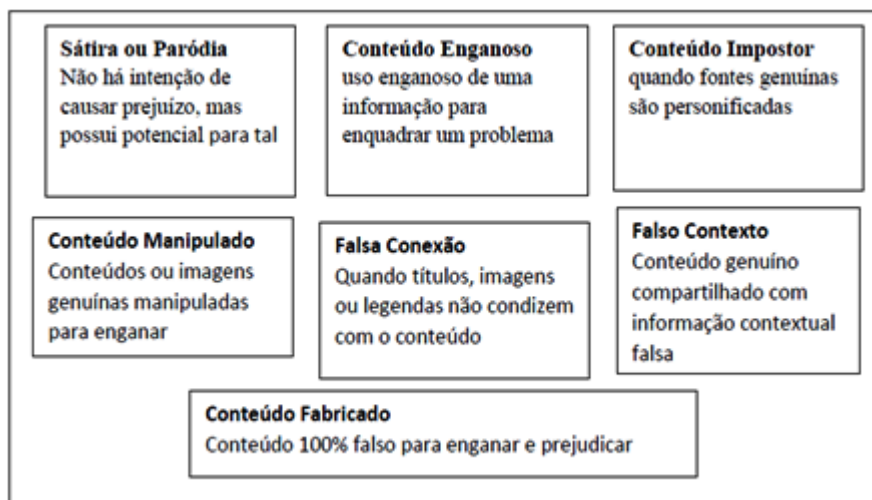 Sátira ou Paródia
Não há intenção de
causar prejuízo, mas
possui potencial para tal
Conteúdo Enganoso
uso enganoso de uma
informação para
enquadrar um problema
Conteúdo Impostor
quando fontes genuínas
são personificadas
Conteúdo Manipulado
Conteúdos ou imagens
genuínas manipuladas
para enganar
Falsa Conexão
Quando títulos, imagens
ou legendas não condizem
com o conteúdo
Falso Contexto
Conteúdo genuíno
compartilhado com
informação contextual
falsa
Conteúdo Fabricado
Conteúdo 100% falso para enganar e prejudicar